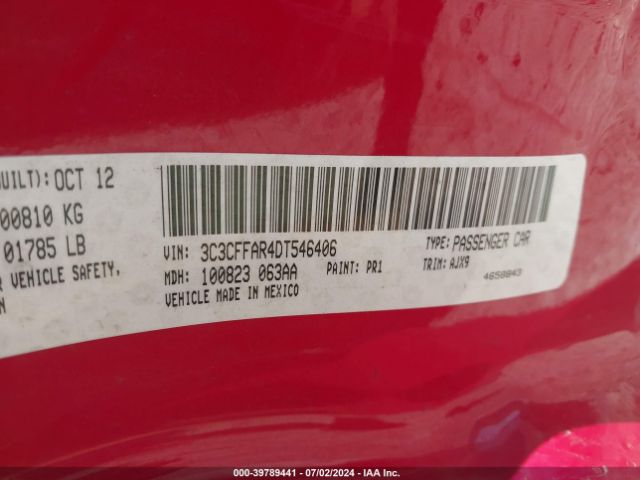 BUILT): OCT 12
00810 KG
01785 LB
R VEHICLE SAFETY,
N
VIN: 3C3CFFAR4DT546406 TYPE: PASSENGER CAR
MDH: 100823 063AA PAINT: PR1 TRIM: AJX9
VEHICLE MADE IN MEXICO 4658843
000-39789441 - 07/02/2024 - IAA Inc.